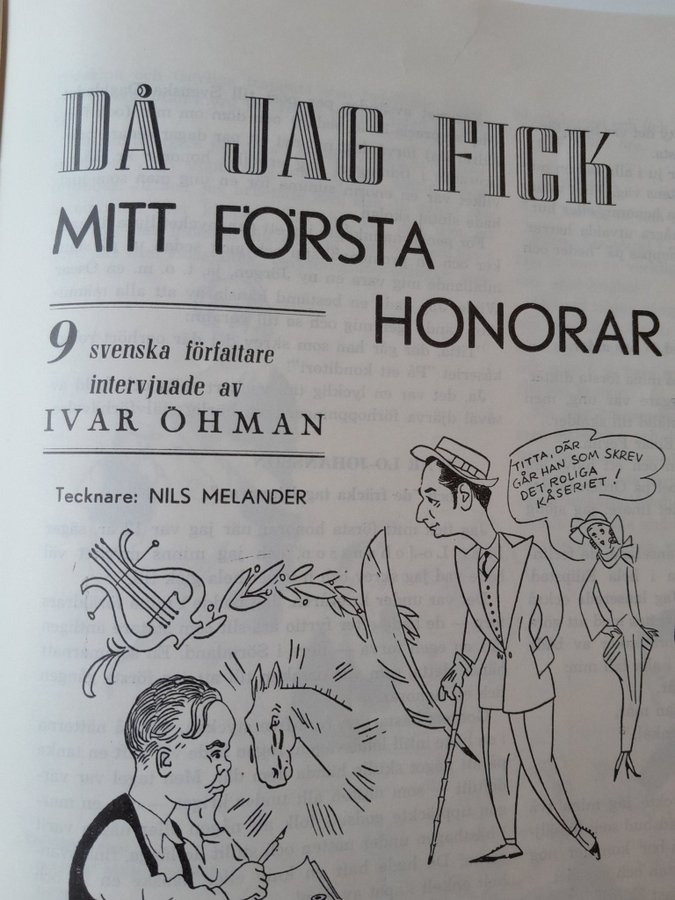 DÅ JAG FICK
MITT FÖRSTA
HONORAR
9 svenska författare
intervjuade av
IVAR ÖHMAN
Tecknare: NILS MELANDER
TITTA, DÄR
GÅR HAN SOM SKREV
DET ROLIGA
KÅSERIET!